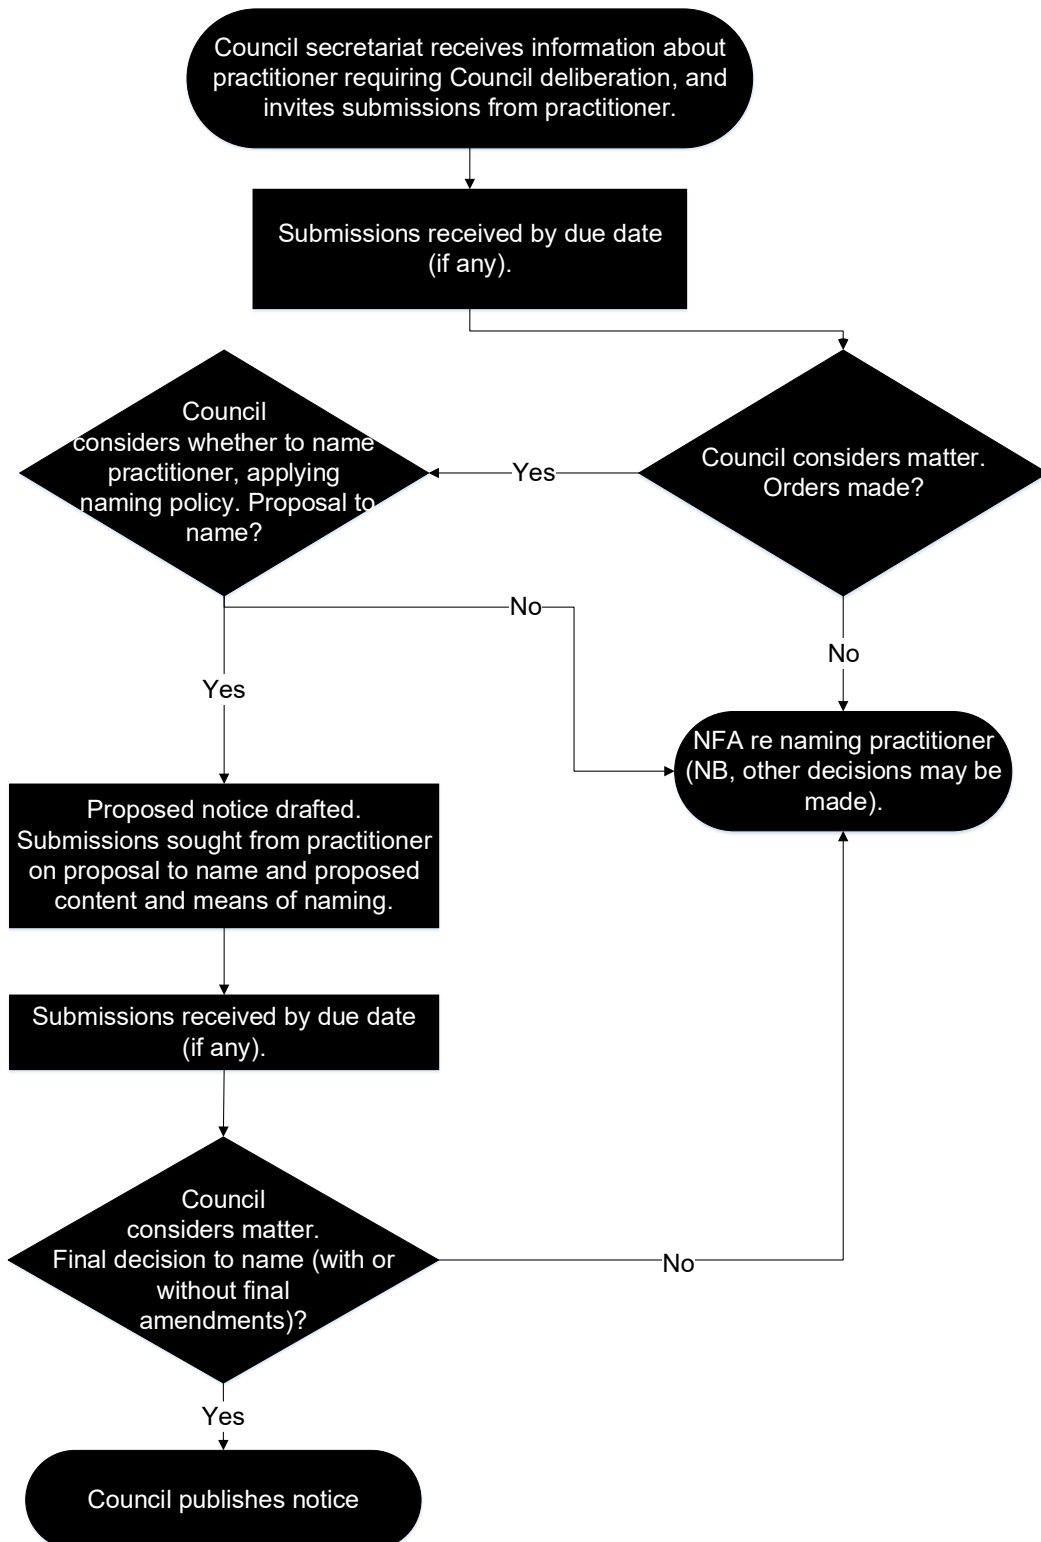 Council secretariat receives information about
practitioner requiring Council deliberation, and
invites submissions from practitioner.
Submissions received by due date
(if any).
Council considers matter.
Orders made?
Yes
Council
considers whether to name
practitioner, applying
naming policy. Proposal to
name?
No
No
Yes
NFA re naming practitioner
(NB, other decisions may be
made).
Proposed notice drafted.
Submissions sought from practitioner
on proposal to name and proposed
content and means of naming.
Submissions received by due date
(if any).
Council
considers matter.
Final decision to name (with or
without final
amendments)?
No
Yes
Council publishes notice